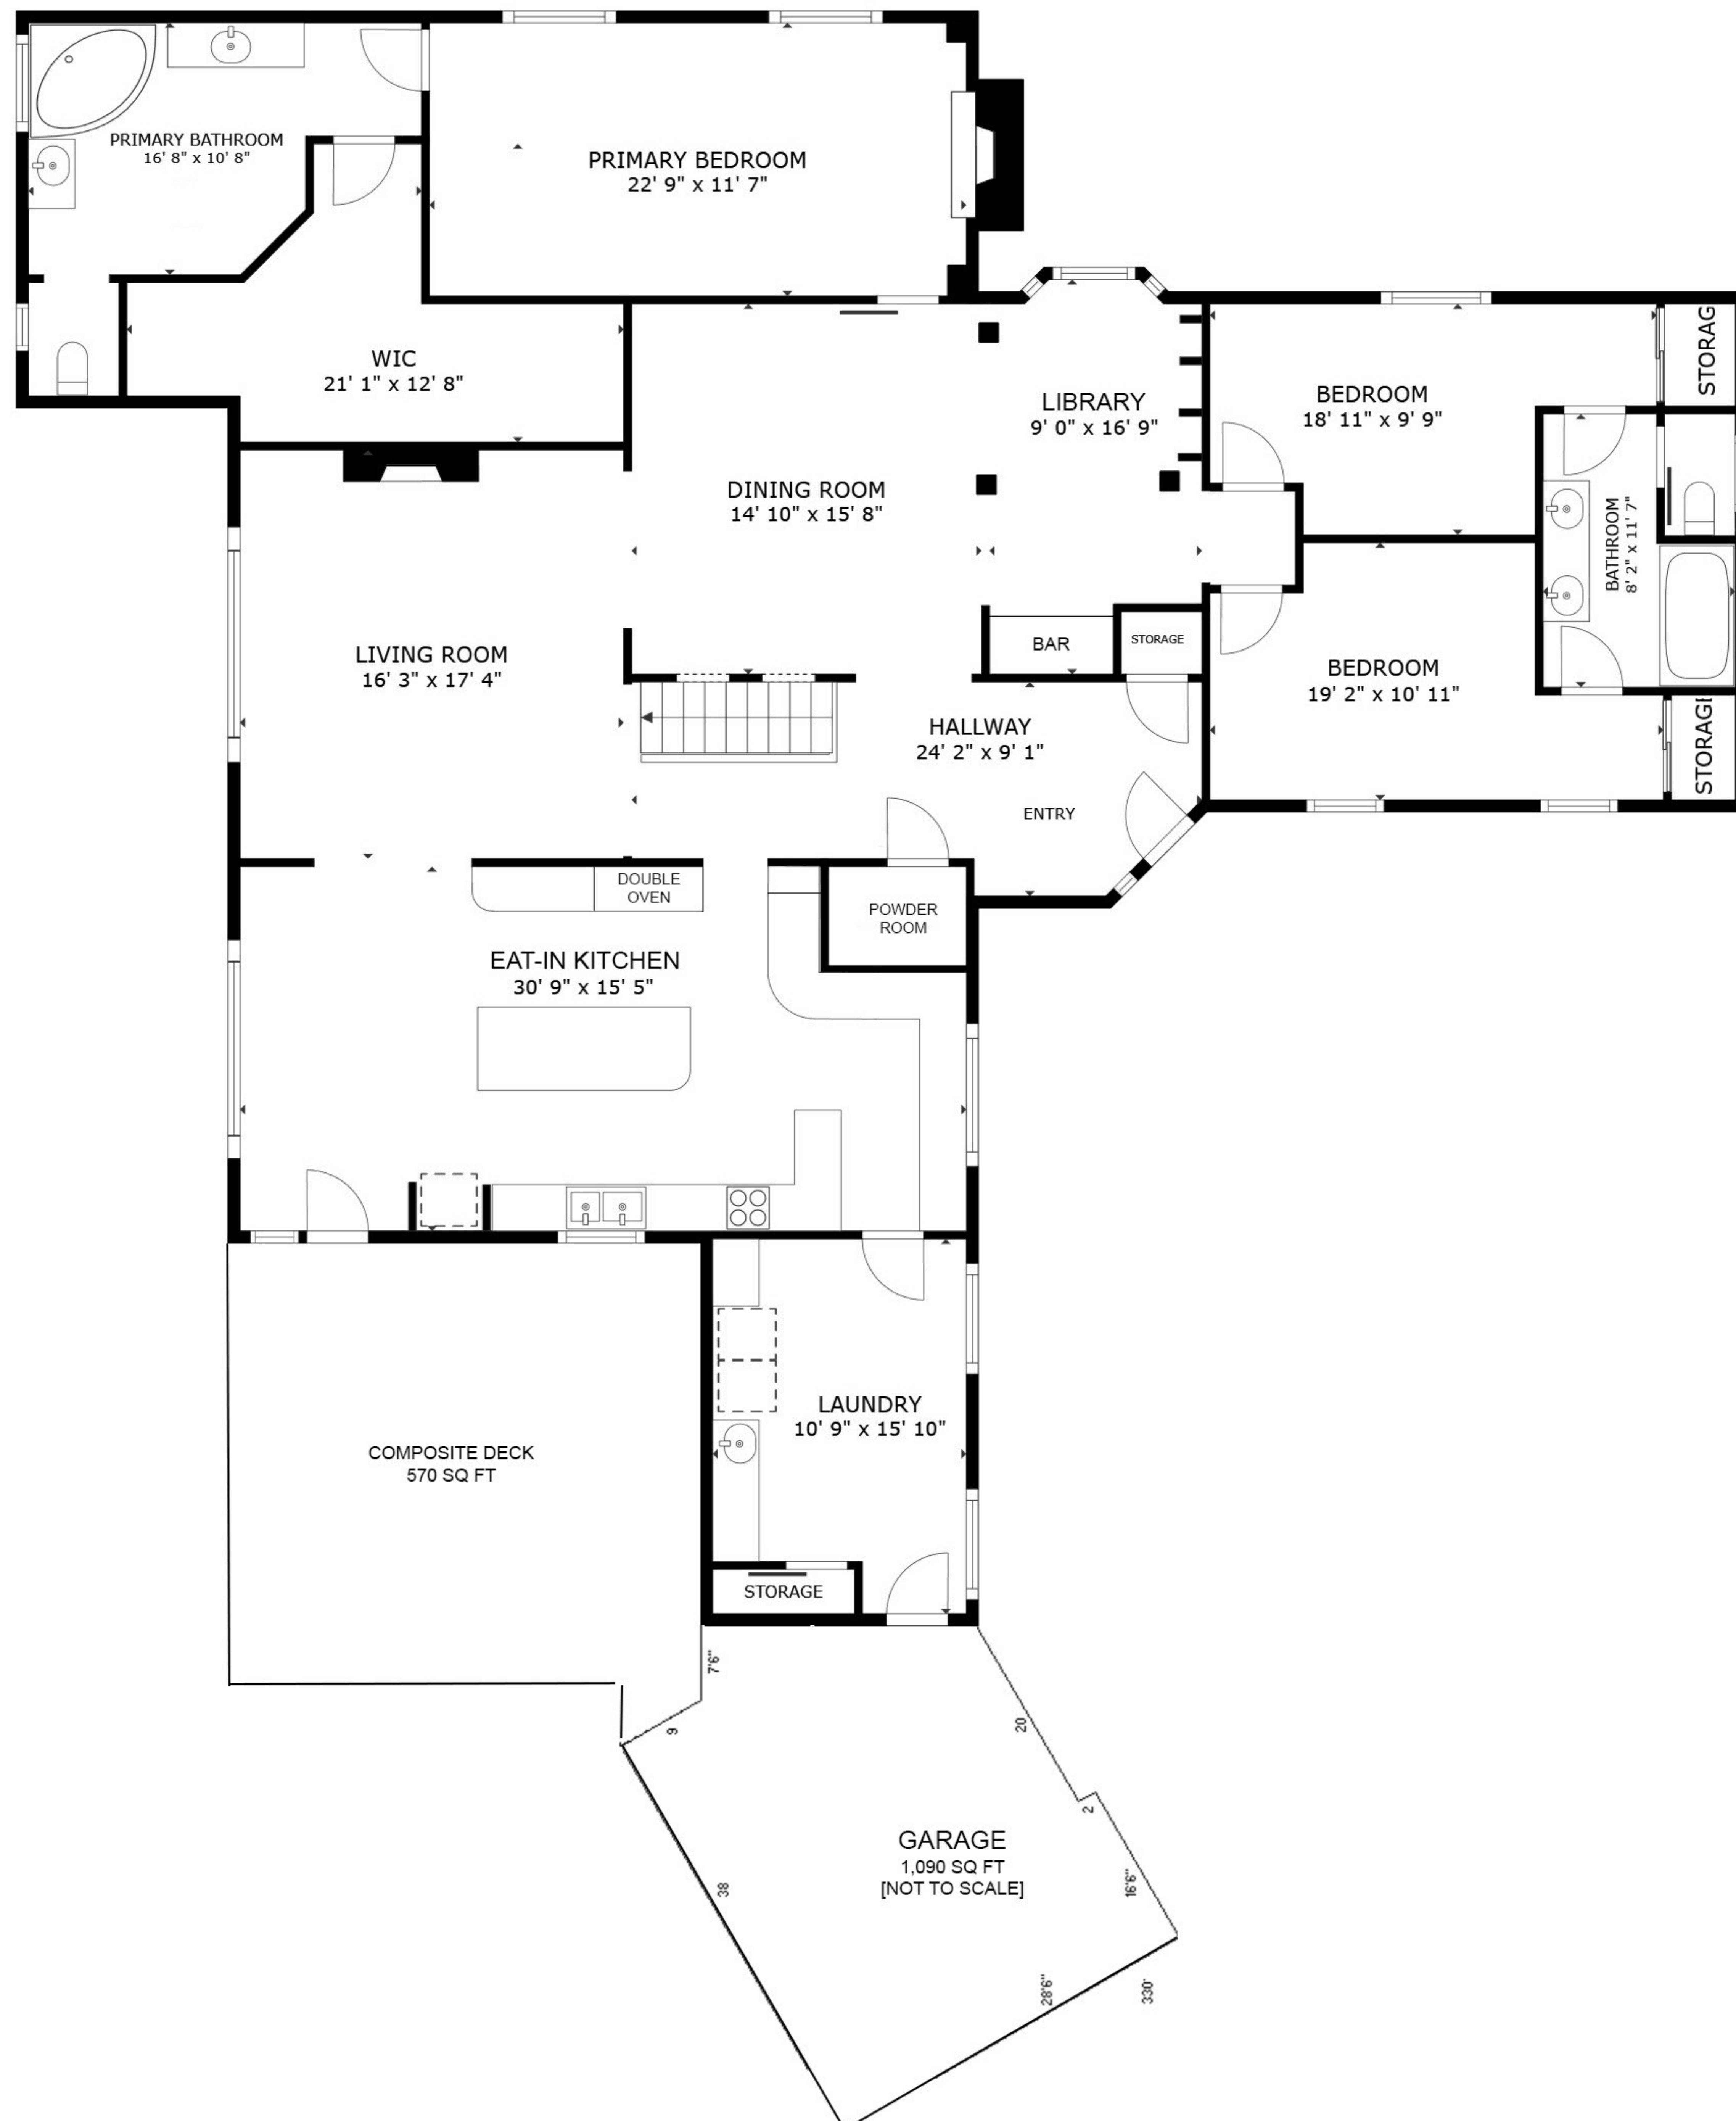 PRIMARY BATHROOM
16' 8" x 10' 8"
PRIMARY BEDROOM
22' 9" x 11' 7"
WIC
21' 1" x 12' 8"
LIBRARY
9' 0" x 16' 9"
BEDROOM
18' 11" x 9' 9"
STORAG
DINING ROOM
14' 10" x 15' 8"
BATHROOM
8' 2" x 11' 7"
LIVING ROOM
16' 3" x 17' 4"
BAR
STORAGE
BEDROOM
19' 2" x 10' 11"
STORAGE
HALLWAY
24' 2" x 9' 1"
ENTRY
DOUBLE
OVEN
POWDER
ROOM
EAT-IN KITCHEN
30' 9" x 15' 5"
LAUNDRY
10' 9" x 15' 10"
COMPOSITE DECK
570 SQ FT
STORAGE
7'6"
9
20
2
GARAGE
1,090 SQ FT
[NOT TO SCALE]
38
16'6"
28'6"
330'